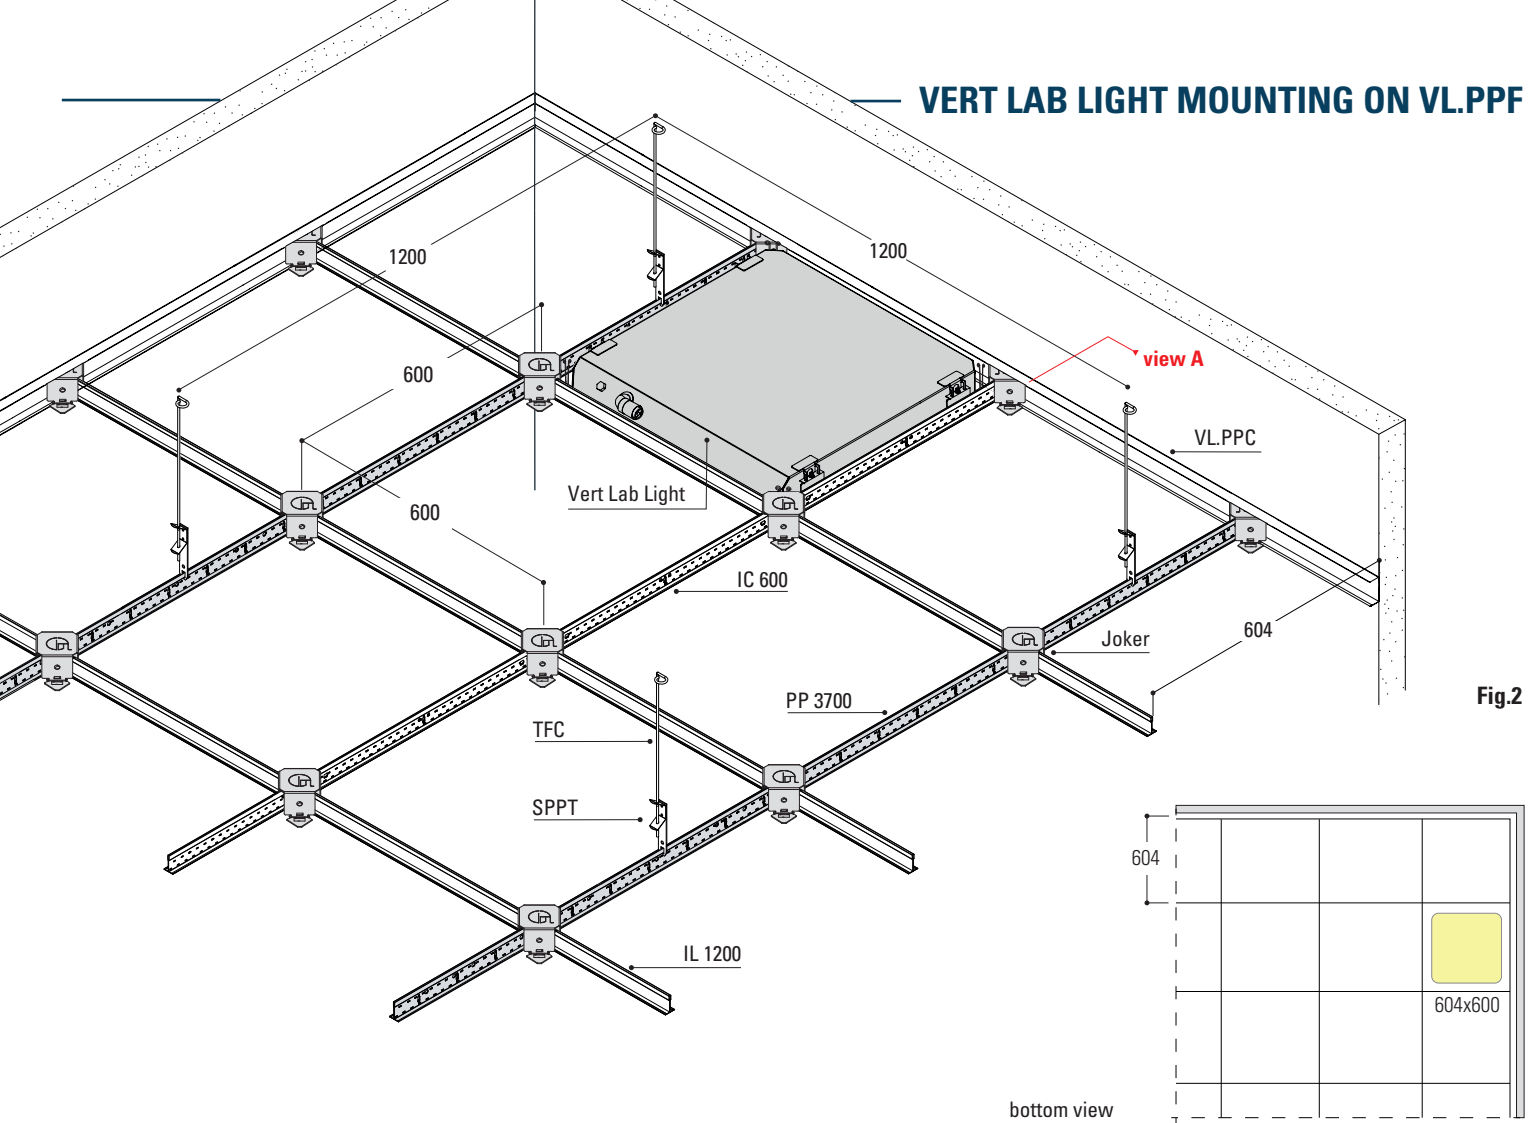 VERT LAB LIGHT MOUNTING ON VL.PPF
1200
1200
view A
600
VL.PPC
Vert Lab Light
600
IC 600
604
Joker
PP 3700
Fig.2
TFC
SPPT
604
IL 1200
604x600
bottom view